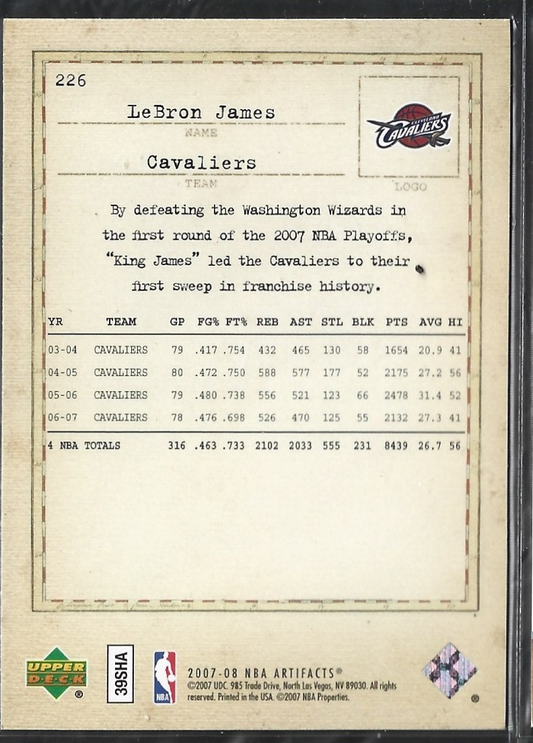 226
LeBron James
NAME
CAVALIERS
Cavaliers
TEAM
LOGO
By defeating the Washington Wizards in
the first round of the 2007 NBA Playoffs,
“King James” led the Cavaliers to their
first sweep in franchise history.
YR TEAM GP FG% FT% REB AST STL BLK PTS AVG HI
03-04 CAVALIERS 79 .417 .754 432 465 130 58 1654 20.9 41
04-05 CAVALIERS 80 .472 .750 588 577 177 52 2175 27.2 56
05-06 CAVALIERS 79 .480 .738 556 521 123 66 2478 31.4 52
06-07 CAVALIERS 78 .476 .698 526 470 125 55 2132 27.3 41
4 NBA TOTALS 316 .463 .733 2102 2033 555 231 8439 26.7 56
UPPER
DECK
®
39SHA
NBA
2007-08 NBA ARTIFACTS®
©2007 UDC. 985 Trade Drive, North Las Vegas, NV 89030. All rights
reserved. Printed in the USA. ©2007 NBA Properties.
®